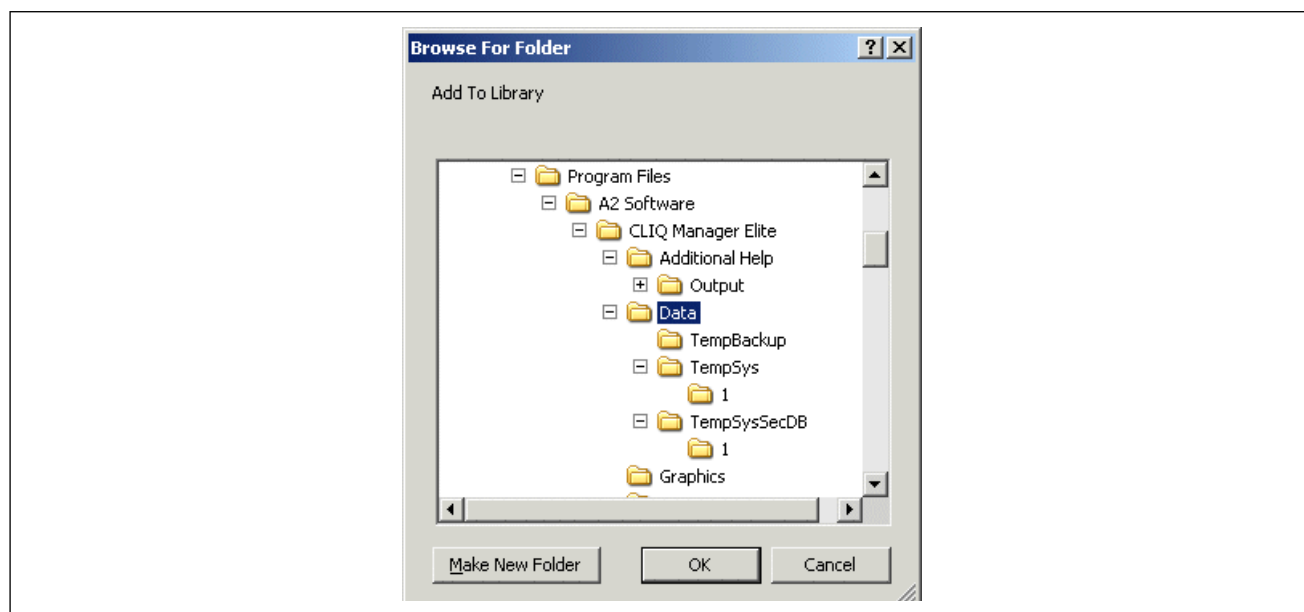 Browse For Folder
Add To Library
Program Files
A2 Software
CLIQ Manager Elite
Additional Help
Output
Data
TempBackup
TempSys
1
TempSysSecDB
1
Graphics
Make New Folder
OK
Cancel